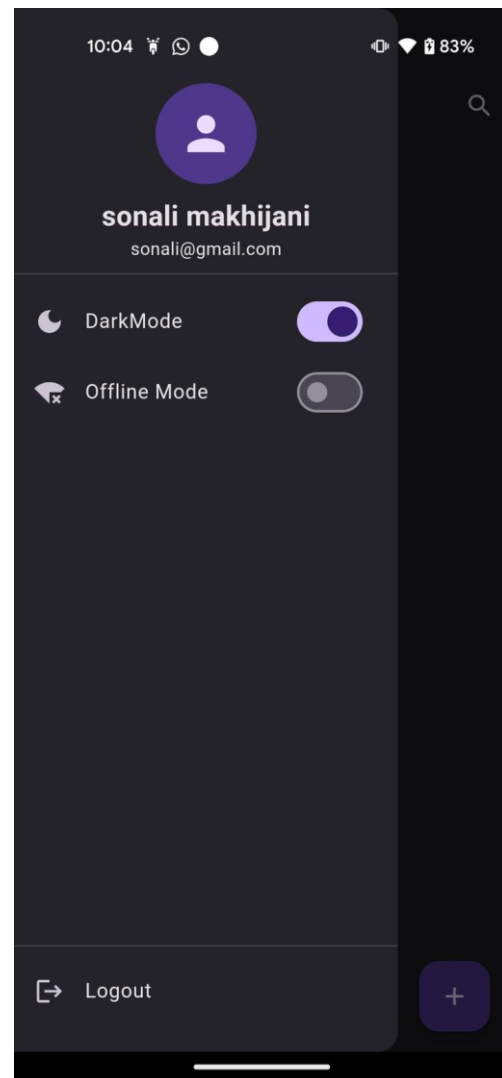 10:04 83%
sonali makhijani
sonali@gmail.com
DarkMode
Offline Mode
Logout